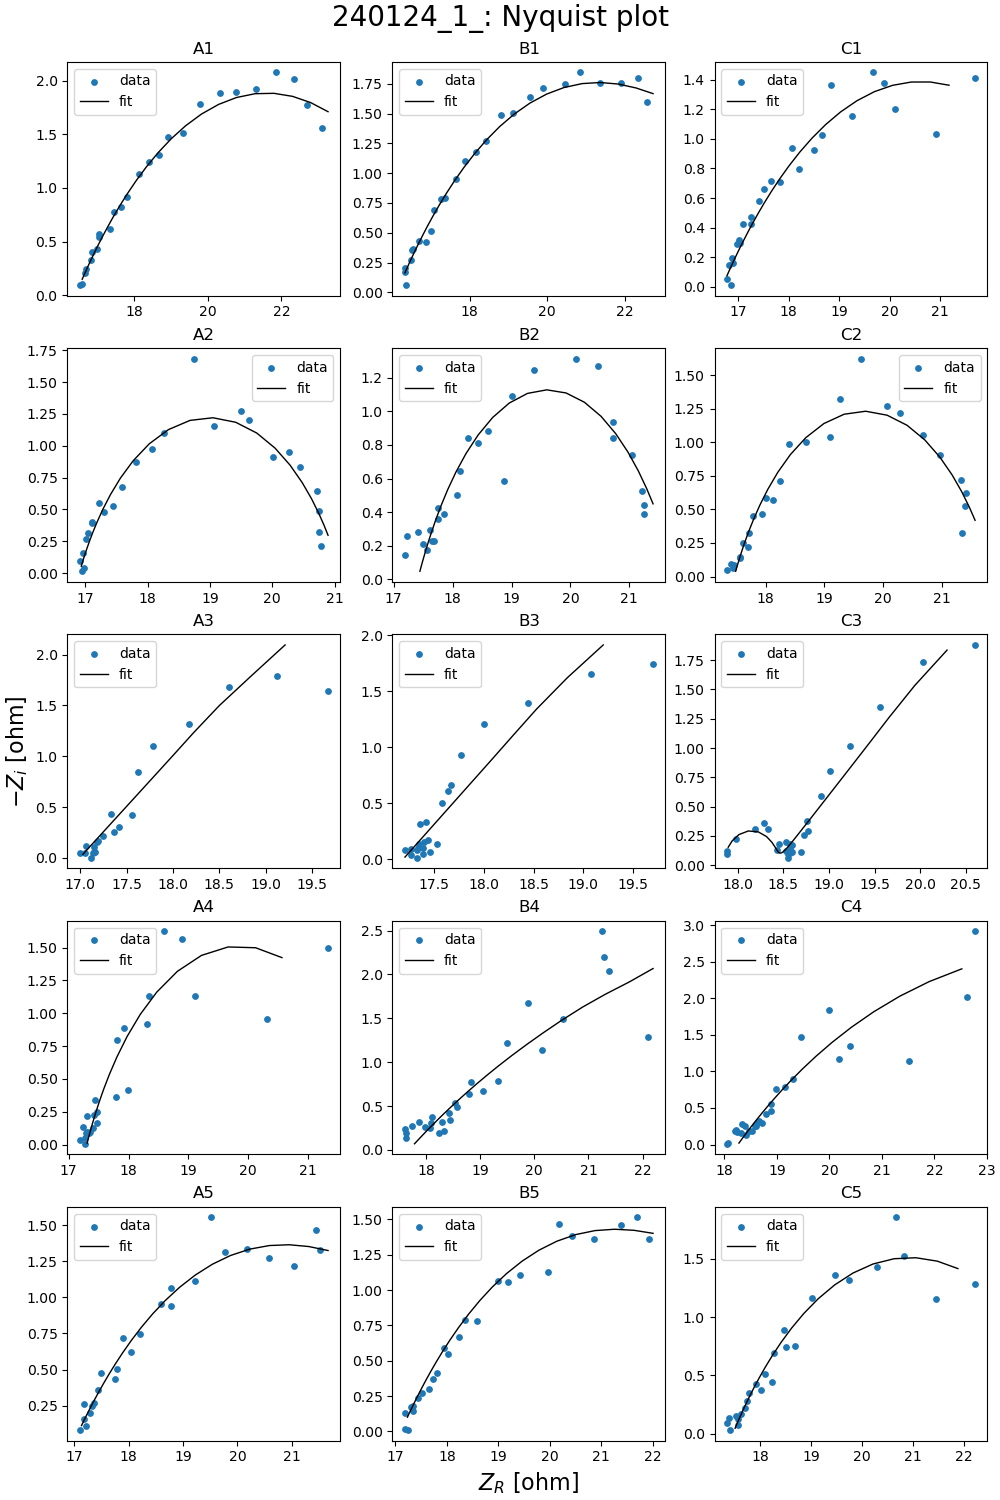 240124_1_: Nyquist plot
A1 B1 C1
data data data
fit fit fit
2.0 1.5 1.0 0.5 0.0
1.75 1.50 1.25 1.00 0.75 0.50 0.25 0.00
1.4 1.2 1.0 0.8 0.6 0.4 0.2 0.0
18 20 22
18 20 22
17 18 19 20 21
A2 B2 C2
data data data
fit fit fit
1.75 1.50 1.25 1.00 0.75 0.50 0.25 0.00
1.2 1.0 0.8 0.6 0.4 0.2 0.0
1.50 1.25 1.00 0.75 0.50 0.25 0.00
17 18 19 20 21
17 18 19 20 21
18 19 20 21
A3 B3 C3
data data data
fit fit fit
2.0 1.5 1.0 0.5 0.0
2.0 1.5 1.0 0.5 0.0
1.75 1.50 1.25 1.00 0.75 0.50 0.25 0.00
17.0 17.5 18.0 18.5 19.0 19.5
17.5 18.0 18.5 19.0 19.5
18.0 18.5 19.0 19.5 20.0 20.5
−Zi [ohm]
A4 B4 C4
data data data
fit fit fit
1.50 1.25 1.00 0.75 0.50 0.25 0.00
2.5 2.0 1.5 1.0 0.5 0.0
3.0 2.5 2.0 1.5 1.0 0.5 0.0
17 18 19 20 21
18 19 20 21 22
18 19 20 21 22 23
A5 B5 C5
data data data
fit fit fit
1.50 1.25 1.00 0.75 0.50 0.25
1.50 1.25 1.00 0.75 0.50 0.25 0.00
1.5 1.0 0.5 0.0
17 18 19 20 21
17 18 19 20 21 22
18 19 20 21 22
ZR [ohm]